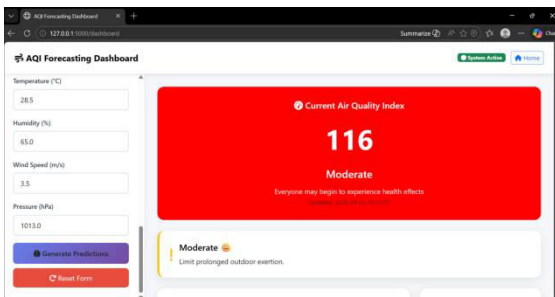 AQI Forecasting Dashboard
127.0.0.1:5000/dashboard
Summarize
AQI Forecasting Dashboard
System Active
Home
Temperature (°C)
28.5
Humidity (%)
65.0
Wind Speed (m/s)
3.5
Pressure (hPa)
1013.0
Generate Predictions
Reset Form
Current Air Quality Index
116
Moderate
Everyone may begin to experience health effects
Moderate
Limit prolonged outdoor exertion.